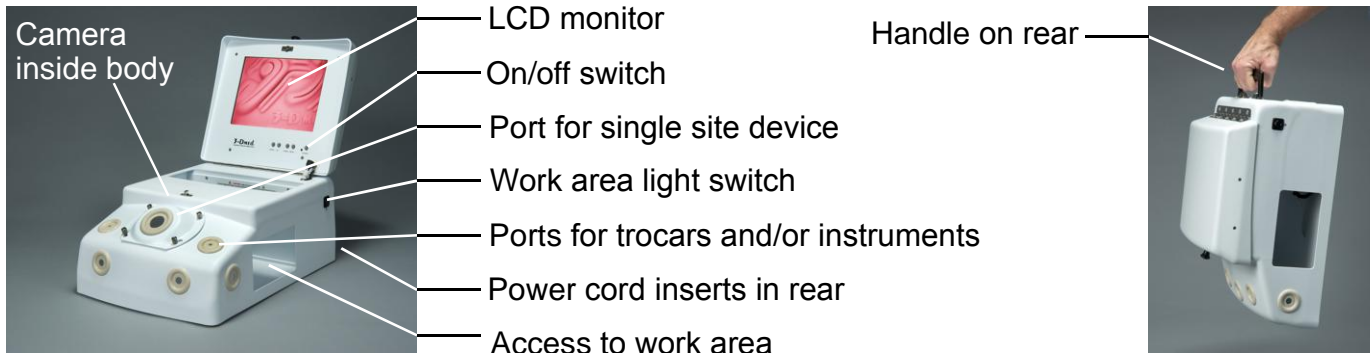 Camera
inside body
LCD monitor
On/off switch
Port for single site device
Work area light switch
Ports for trocars and/or instruments
Power cord inserts in rear
Access to work area
Handle on rear